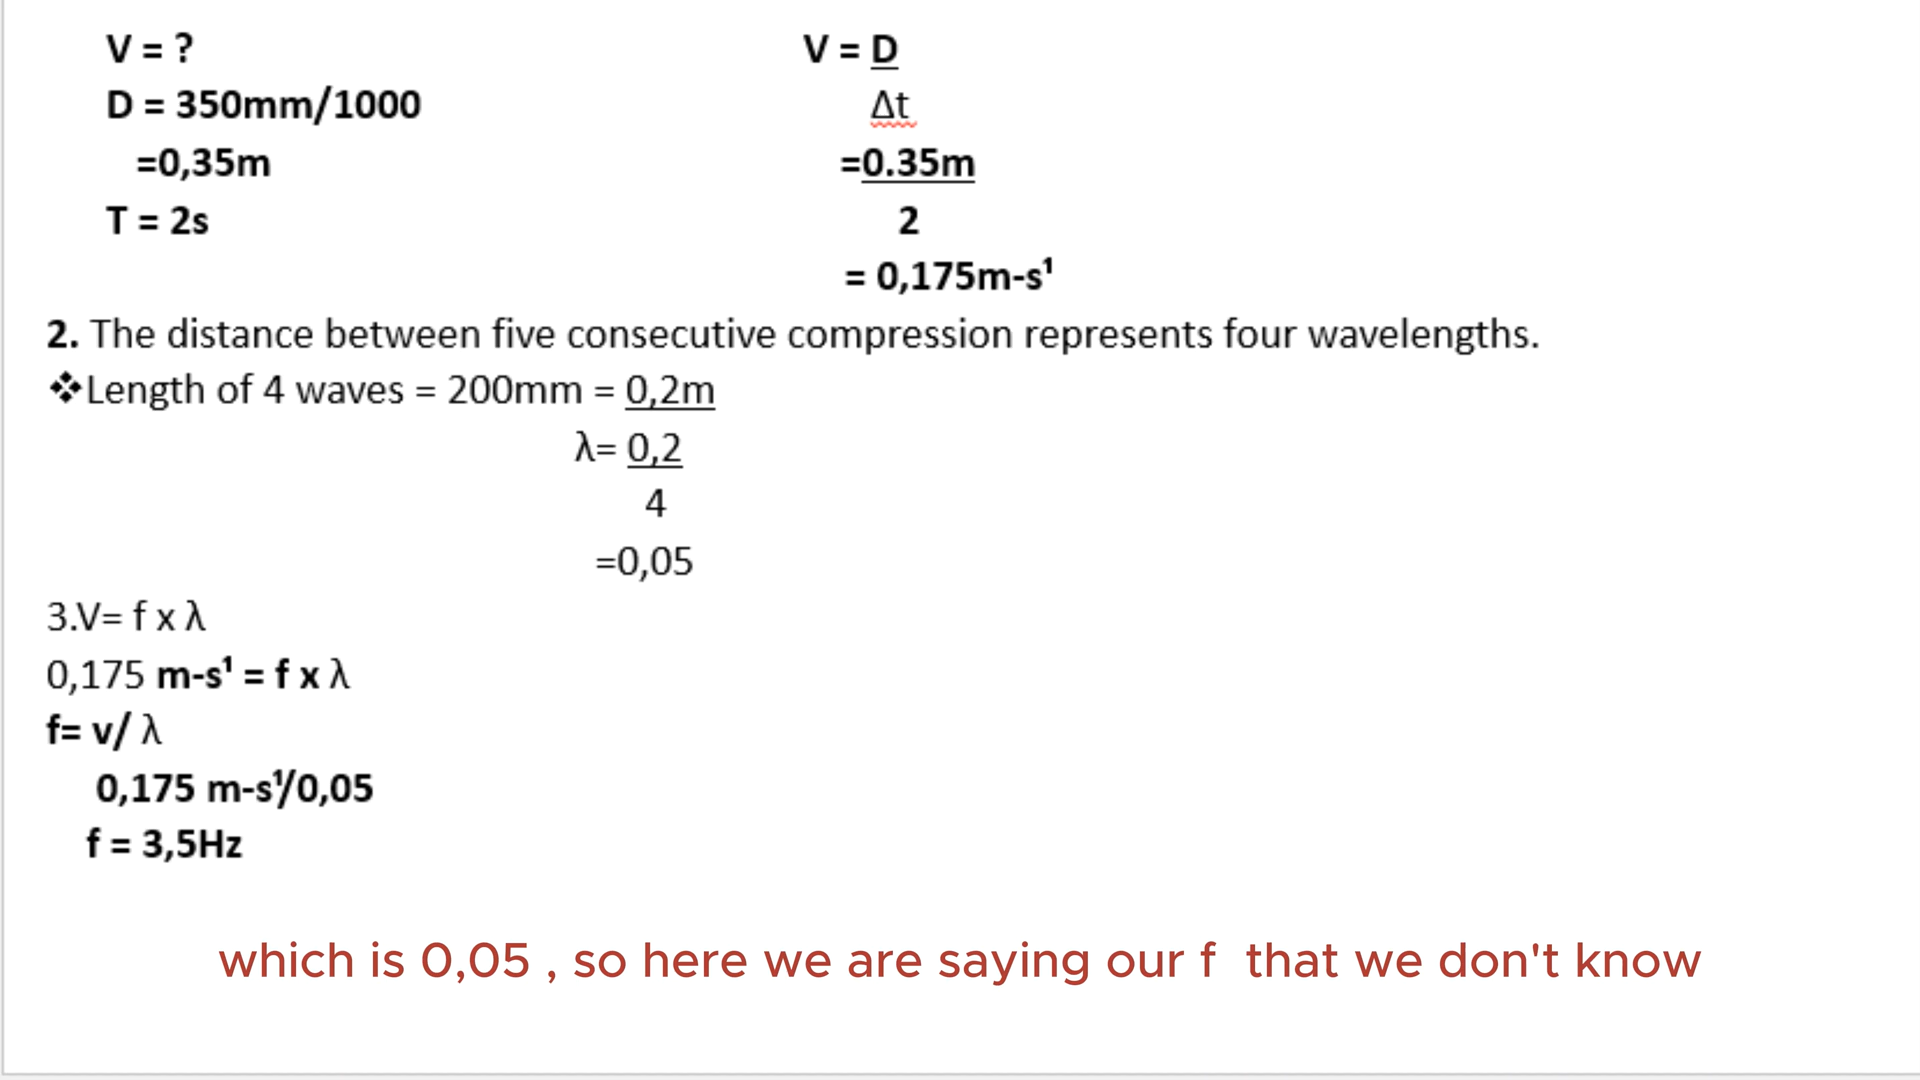 V = ?
D = 350mm/1000
=0,35m
T = 2s
V = D
Δt
=0.35m
2
= 0,175m-s¹
2. The distance between five consecutive compression represents four wavelengths.
❖Length of 4 waves = 200mm = 0,2m
λ= 0,2
4
=0,05
3.V= f x λ
0,175 m-s¹ = f x λ
f= v/ λ
0,175 m-s¹/0,05
f = 3,5Hz
which is 0,05 , so here we are saying our f that we don't know